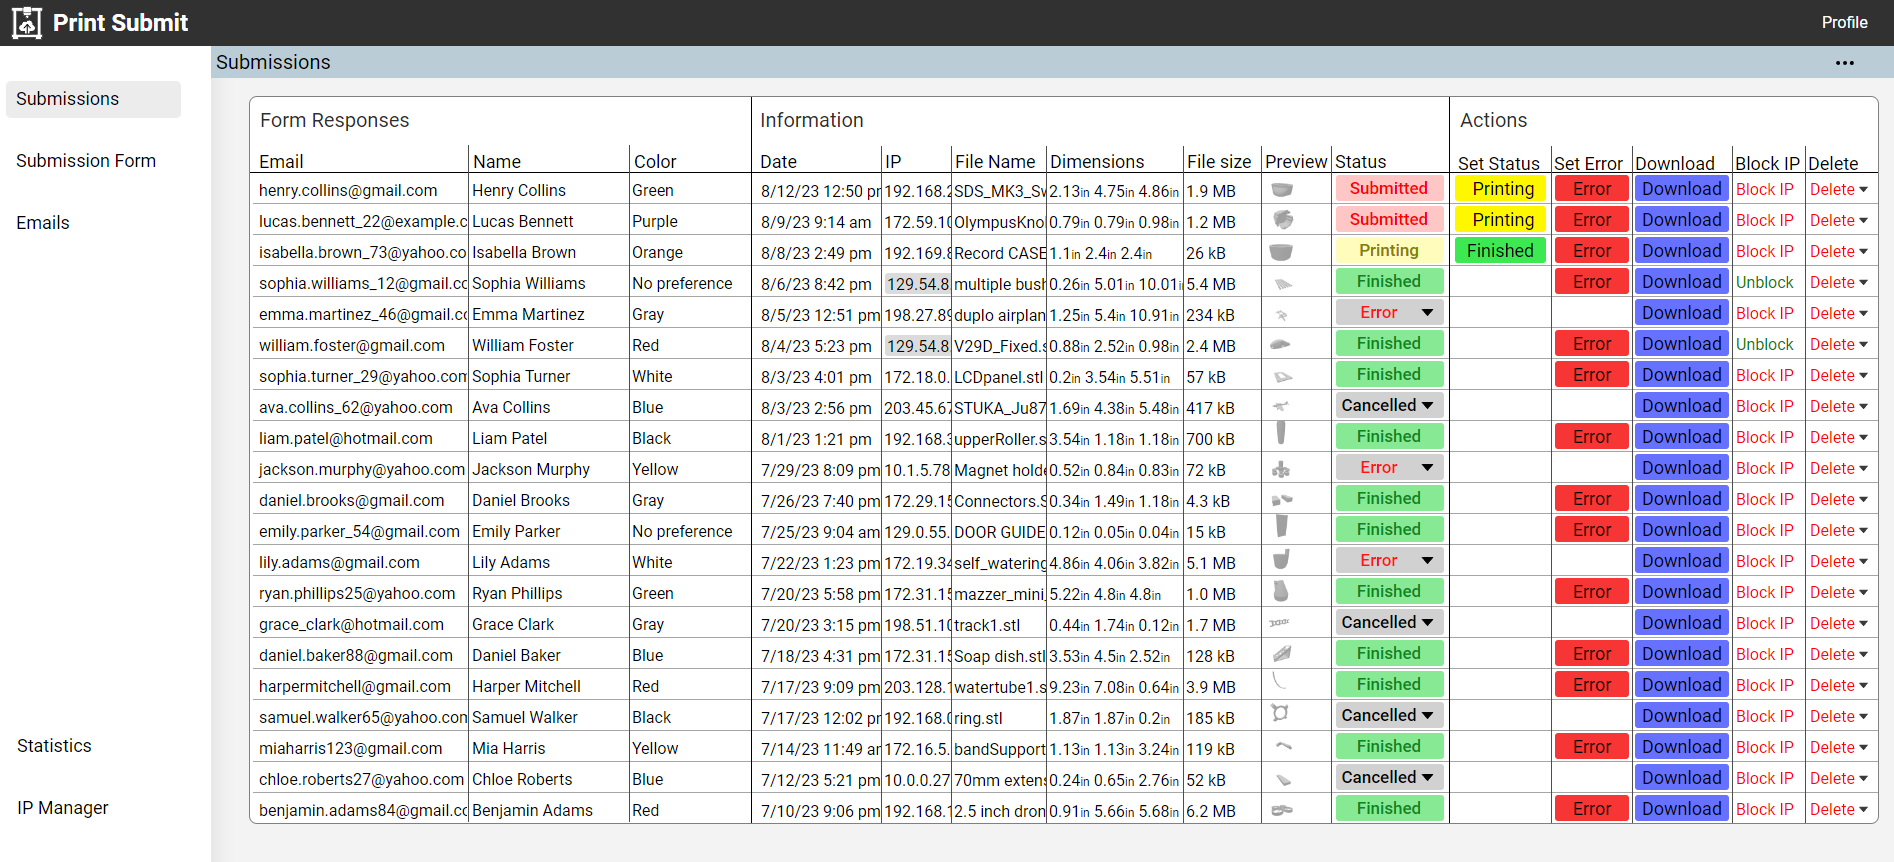 Print Submit
Profile
Submissions
Submissions
...
Submission Form
Emails
Statistics
IP Manager
Form Responses Information Actions
Email Name Color Date IP File Name Dimensions File size Preview Status Set Status Set Error Download Block IP Delete
henry.collins@gmail.com Henry Collins Green 8/12/23 12:50 pm 192.168.2 SDS_MK3_Sw 2.13in 4.75in 4.86in 1.9 MB Submitted Printing Error Download Block IP Delete
lucas.bennett_22@example.c Lucas Bennett Purple 8/9/23 9:14 am 172.59.10 OlympusKno 0.79in 0.79in 0.98in 1.2 MB Submitted Printing Error Download Block IP Delete
isabella.brown_73@yahoo.co Isabella Brown Orange 8/8/23 2:49 pm 192.169.8 Record CASE 1.1in 2.4in 2.4in 26 kB Printing Finished Error Download Block IP Delete
sophia.williams_12@gmail.cc Sophia Williams No preference 8/6/23 8:42 pm 129.54.8 multiple bush 0.26in 5.01in 10.01in 5.4 MB Finished Error Download Unblock Delete
emma.martinez_46@gmail.cc Emma Martinez Gray 8/5/23 12:51 pm 198.27.89 duplo airplan 1.25in 5.4in 10.91in 234 kB Error Download Block IP Delete
william.foster@gmail.com William Foster Red 8/4/23 5:23 pm 129.54.8 V29D_Fixed.s 0.88in 2.52in 0.98in 2.4 MB Finished Error Download Unblock Delete
sophia.turner_29@yahoo.com Sophia Turner White 8/3/23 4:01 pm 172.18.0. LCDpanel.stl 0.2in 3.54in 5.51in 57 kB Finished Error Download Block IP Delete
ava.collins_62@yahoo.com Ava Collins Blue 8/3/23 2:56 pm 203.45.67 STUKA_Ju87 1.69in 4.38in 5.48in 417 kB Cancelled Download Block IP Delete
liam.patel@hotmail.com Liam Patel Black 8/1/23 1:21 pm 192.168.3 upperRoller.s 3.54in 1.18in 1.18in 700 kB Finished Error Download Block IP Delete
jackson.murphy@yahoo.com Jackson Murphy Yellow 7/29/23 8:09 pm 10.1.5.78 Magnet holde 0.52in 0.84in 0.83in 72 kB Error Download Block IP Delete
daniel.brooks@gmail.com Daniel Brooks Gray 7/26/23 7:40 pm 172.29.15 Connectors.S 0.34in 1.49in 1.18in 4.3 kB Finished Error Download Block IP Delete
emily.parker_54@gmail.com Emily Parker No preference 7/25/23 9:04 am 129.0.55. DOOR GUIDE 0.12in 0.05in 0.04in 15 kB Finished Error Download Block IP Delete
lily.adams@gmail.com Lily Adams White 7/22/23 1:23 pm 172.19.34 self_watering 4.86in 4.06in 3.82in 5.1 MB Error Download Block IP Delete
ryan.phillips25@yahoo.com Ryan Phillips Green 7/20/23 5:58 pm 172.31.15 mazzer_mini_ 5.22in 4.8in 4.8in 1.0 MB Finished Error Download Block IP Delete
grace_clark@hotmail.com Grace Clark Gray 7/20/23 3:15 pm 198.51.10 track1.stl 0.44in 1.74in 0.12in 1.7 MB Cancelled Download Block IP Delete
daniel.baker88@gmail.com Daniel Baker Blue 7/18/23 4:31 pm 172.31.15 Soap dish.stl 3.53in 4.5in 2.52in 128 kB Finished Error Download Block IP Delete
harpermitchell@gmail.com Harper Mitchell Red 7/17/23 9:09 pm 203.128.1 watertube1.s 9.23in 7.08in 0.64in 3.9 MB Finished Error Download Block IP Delete
samuel.walker65@yahoo.com Samuel Walker Black 7/17/23 12:02 pm 192.168.0 ring.stl 1.87in 1.87in 0.2in 185 kB Cancelled Download Block IP Delete
miaharris123@gmail.com Mia Harris Yellow 7/14/23 11:49 am 172.16.5. bandSupport 1.13in 1.13in 3.24in 119 kB Finished Error Download Block IP Delete
chloe.roberts27@yahoo.com Chloe Roberts Blue 7/12/23 5:21 pm 10.0.0.27 70mm extens 0.24in 0.65in 2.76in 52 kB Cancelled Download Block IP Delete
benjamin.adams84@gmail.cc Benjamin Adams Red 7/10/23 9:06 pm 192.168.1 2.5 inch dron 0.91in 5.66in 5.68in 6.2 MB Finished Error Download Block IP Delete